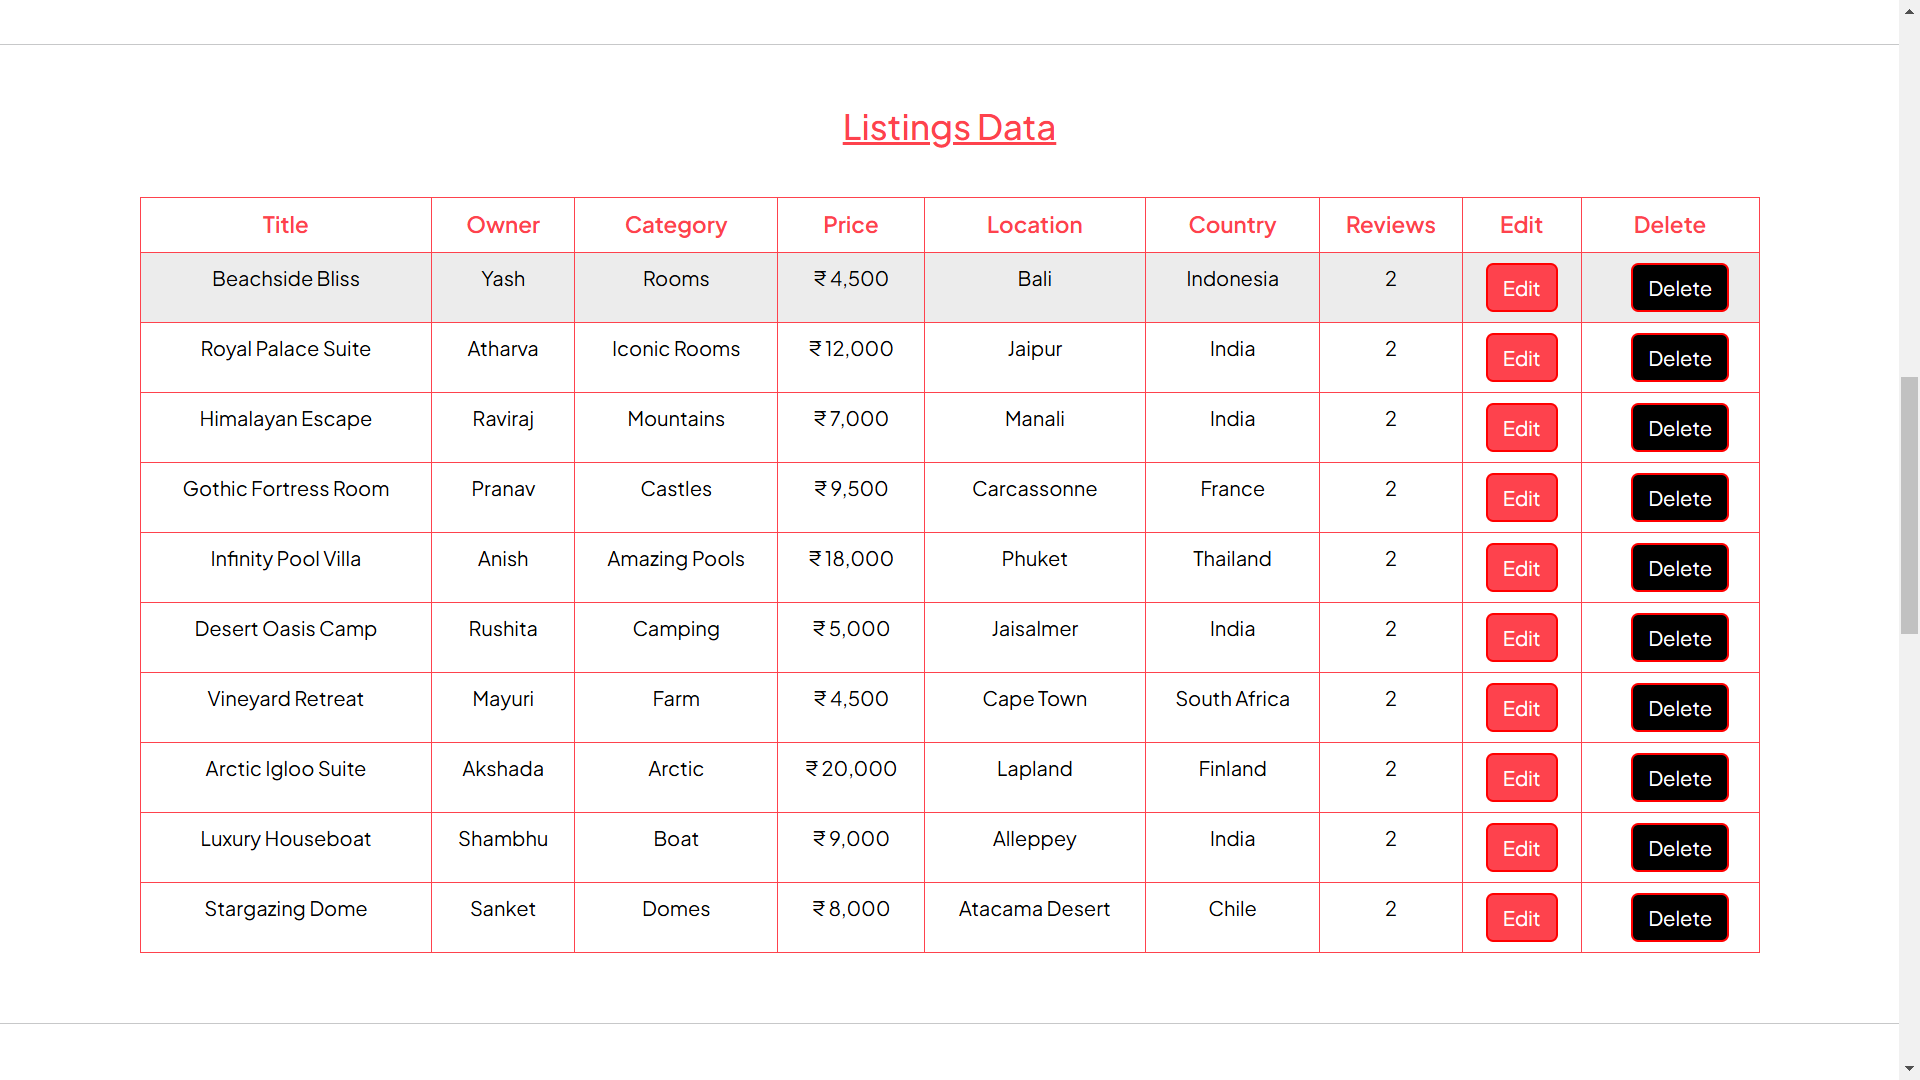 Listings Data
Title Owner Category Price Location Country Reviews Edit Delete
Beachside Bliss Yash Rooms ₹ 4,500 Bali Indonesia 2 Edit Delete
Royal Palace Suite Atharva Iconic Rooms ₹ 12,000 Jaipur India 2 Edit Delete
Himalayan Escape Raviraj Mountains ₹ 7,000 Manali India 2 Edit Delete
Gothic Fortress Room Pranav Castles ₹ 9,500 Carcassonne France 2 Edit Delete
Infinity Pool Villa Anish Amazing Pools ₹ 18,000 Phuket Thailand 2 Edit Delete
Desert Oasis Camp Rushita Camping ₹ 5,000 Jaisalmer India 2 Edit Delete
Vineyard Retreat Mayuri Farm ₹ 4,500 Cape Town South Africa 2 Edit Delete
Arctic Igloo Suite Akshada Arctic ₹ 20,000 Lapland Finland 2 Edit Delete
Luxury Houseboat Shambhu Boat ₹ 9,000 Alleppey India 2 Edit Delete
Stargazing Dome Sanket Domes ₹ 8,000 Atacama Desert Chile 2 Edit Delete